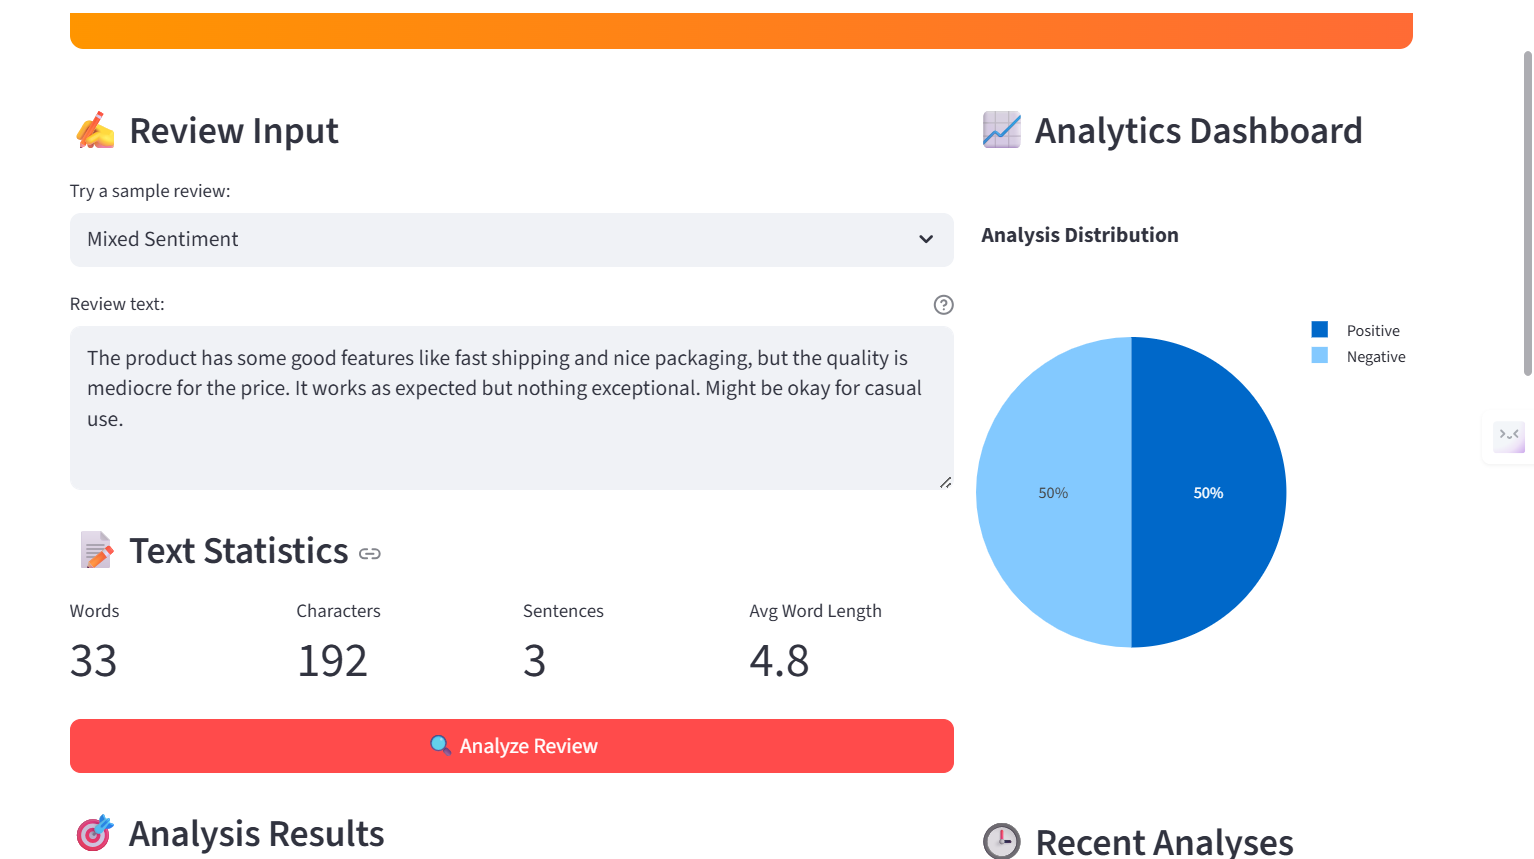 Review Input
Try a sample review:
Mixed Sentiment
Review text:
The product has some good features like fast shipping and nice packaging, but the quality is
mediocre for the price. It works as expected but nothing exceptional. Might be okay for casual
use.
Text Statistics
Words
Characters
Sentences
Avg Word Length
33
192
3
4.8
Analyze Review
Analysis Results
Analytics Dashboard
Analysis Distribution
Positive
Negative
50%
50%
Recent Analyses